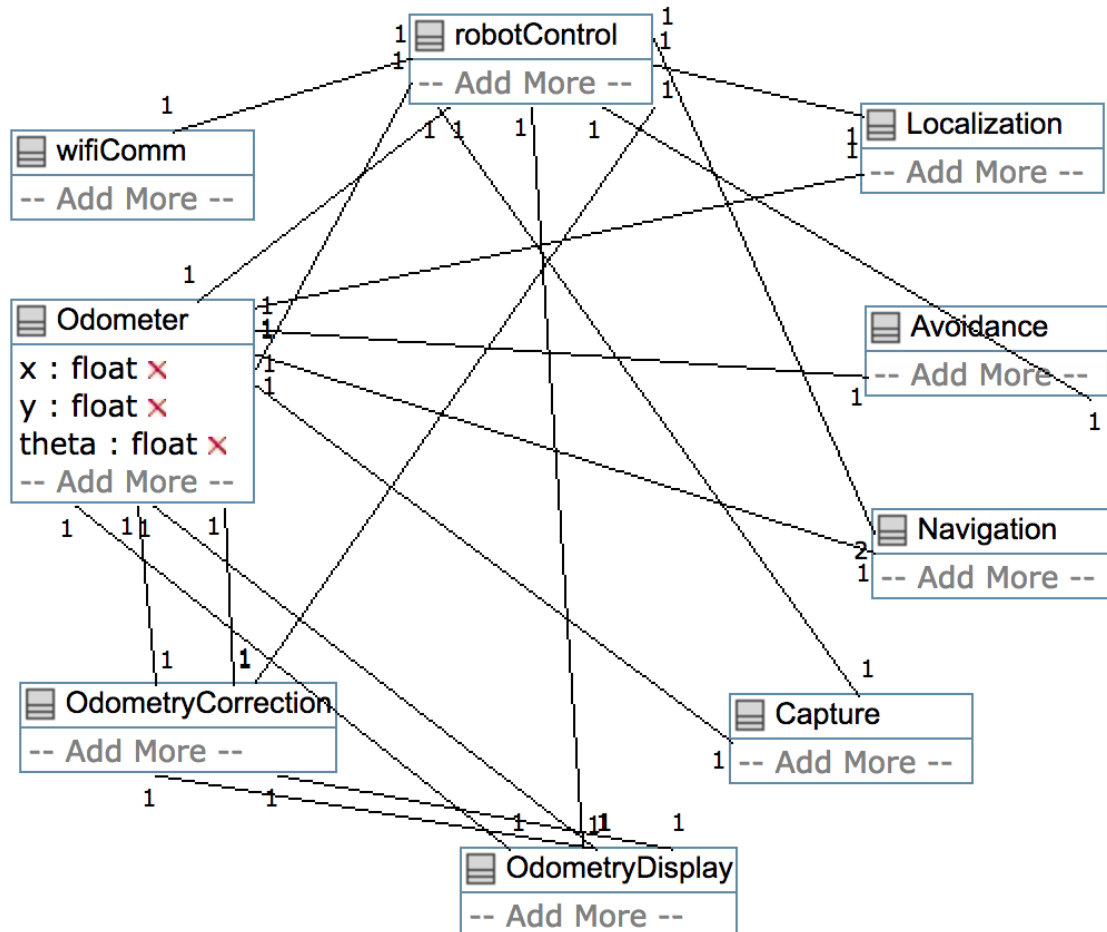 1
robotControl
1
1
1
-- Add More --
1
1
1
1
1
1
wifiComm
-- Add More --
Localization
1
1
-- Add More --
1
Odometer
1
1
x : float
1
y : float
1
theta : float
-- Add More --
Avoidance
-- Add More --
1
1
1
1
1
1
Navigation
2
1
-- Add More --
1
1
OdometryCorrection
-- Add More --
1
Capture
1
-- Add More --
1
1
1
1
1
1
OdometryDisplay
-- Add More --